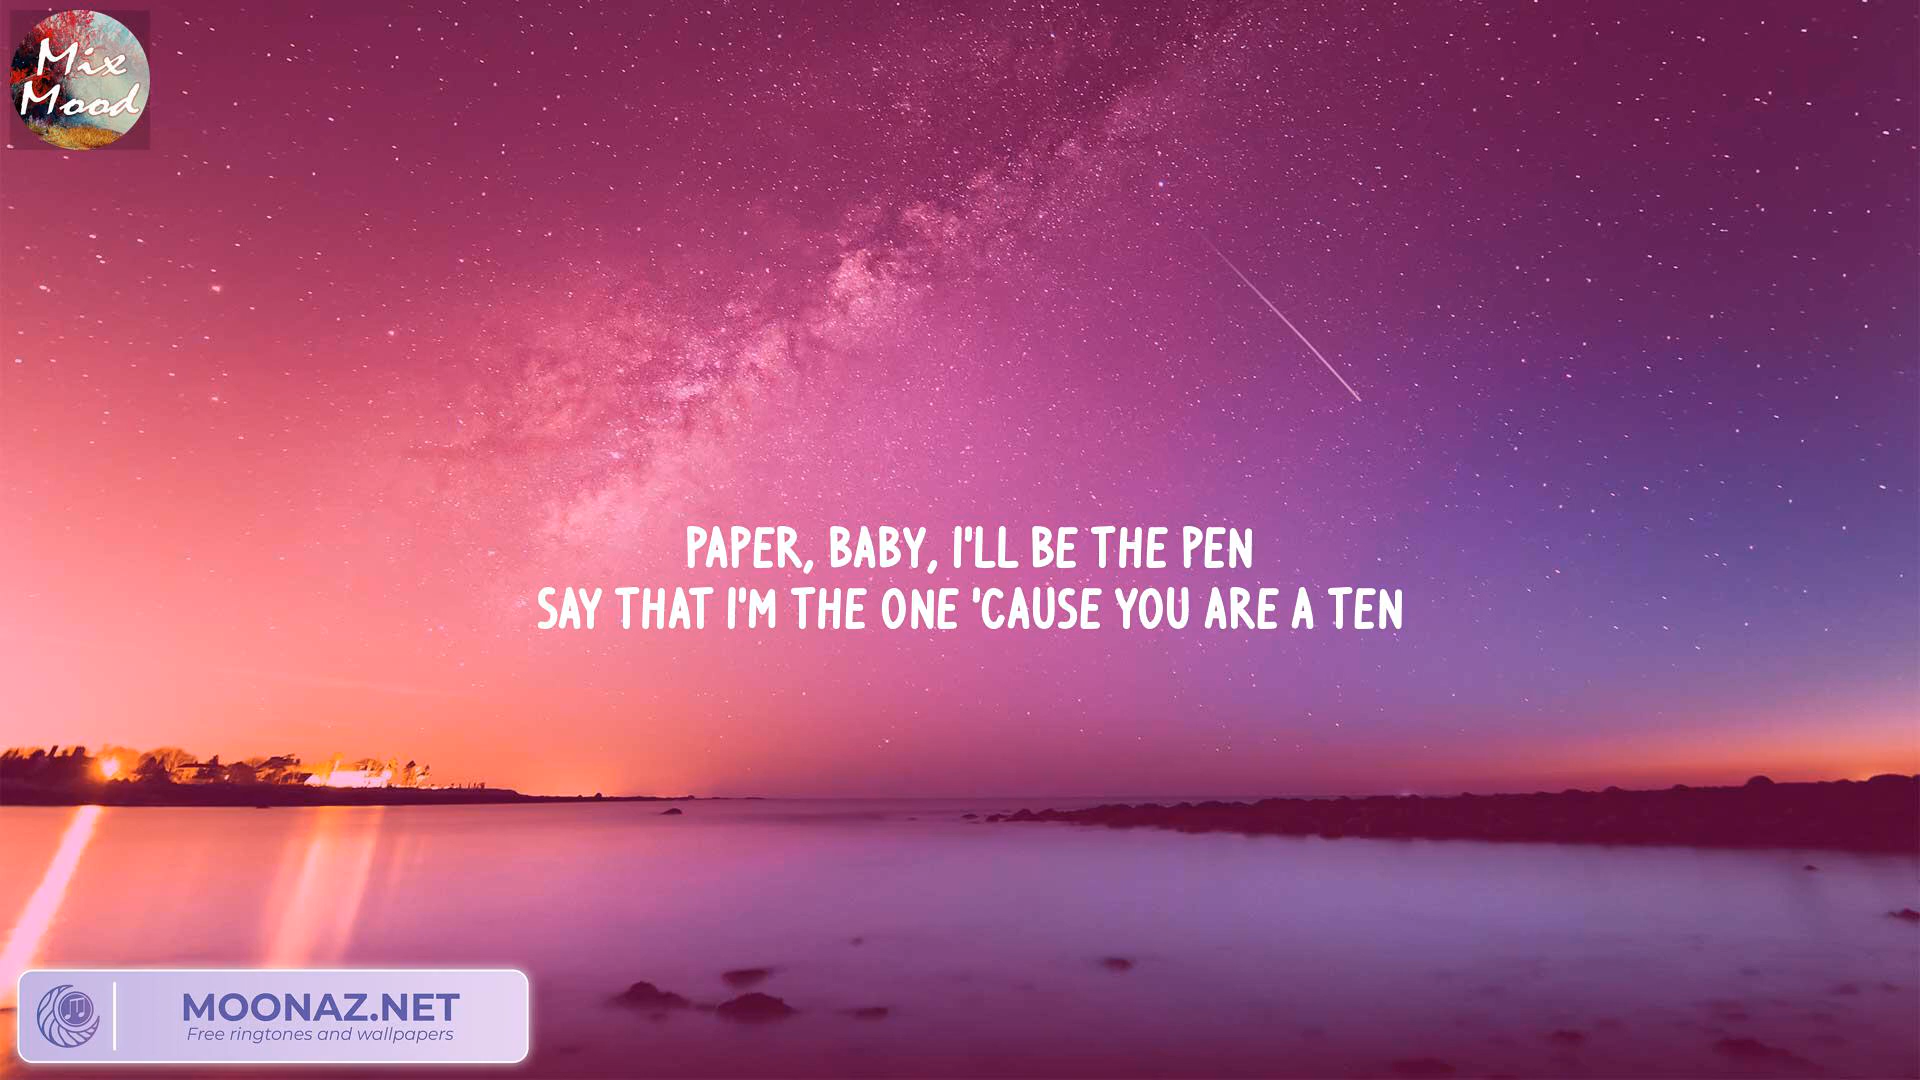 Mix
Mood
PAPER, BABY, I'LL BE THE PEN
SAY THAT I'M THE ONE 'CAUSE YOU ARE A TEN
MOONAZ.NET
Free ringtones and wallpapers